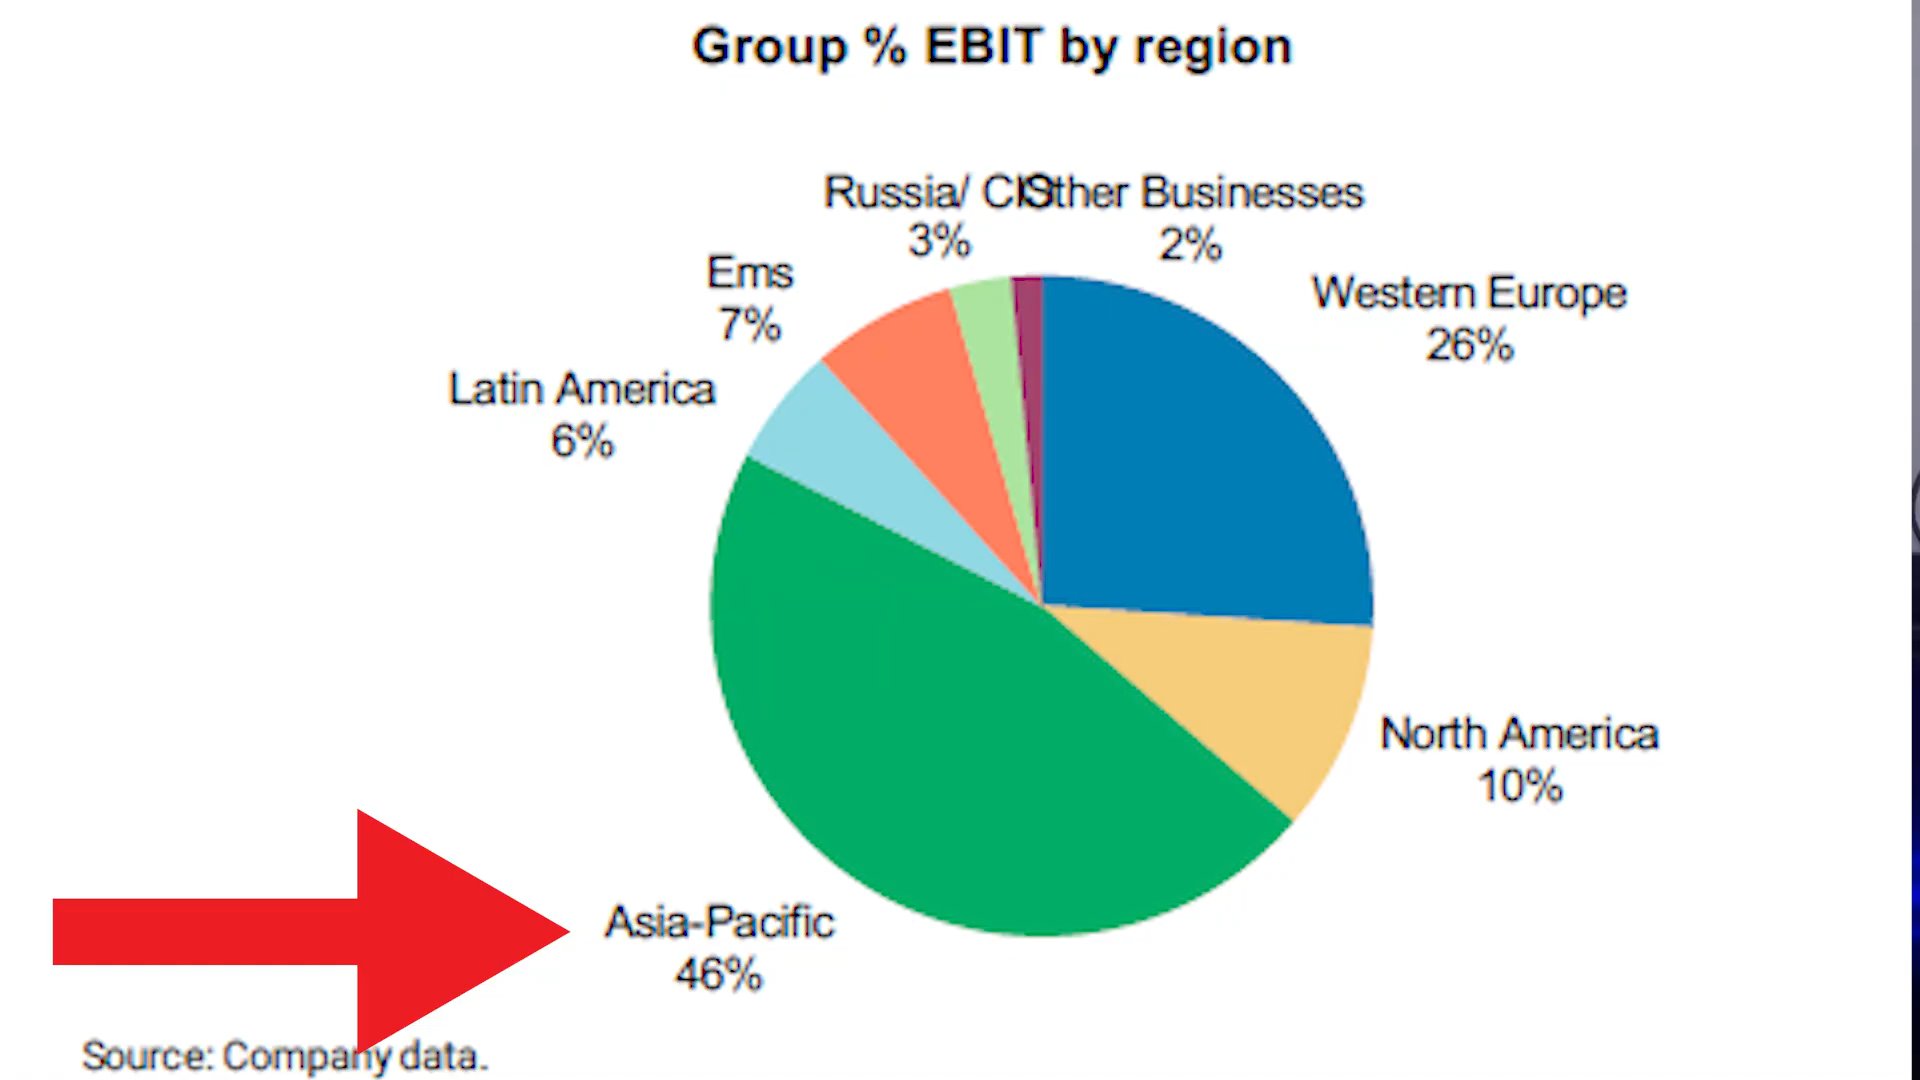 Group % EBIT by region
Russia/ CIS
3%
Other Businesses
2%
Ems
7%
Western Europe
26%
Latin America
6%
North America
10%
Asia-Pacific
46%
Source: Company data.